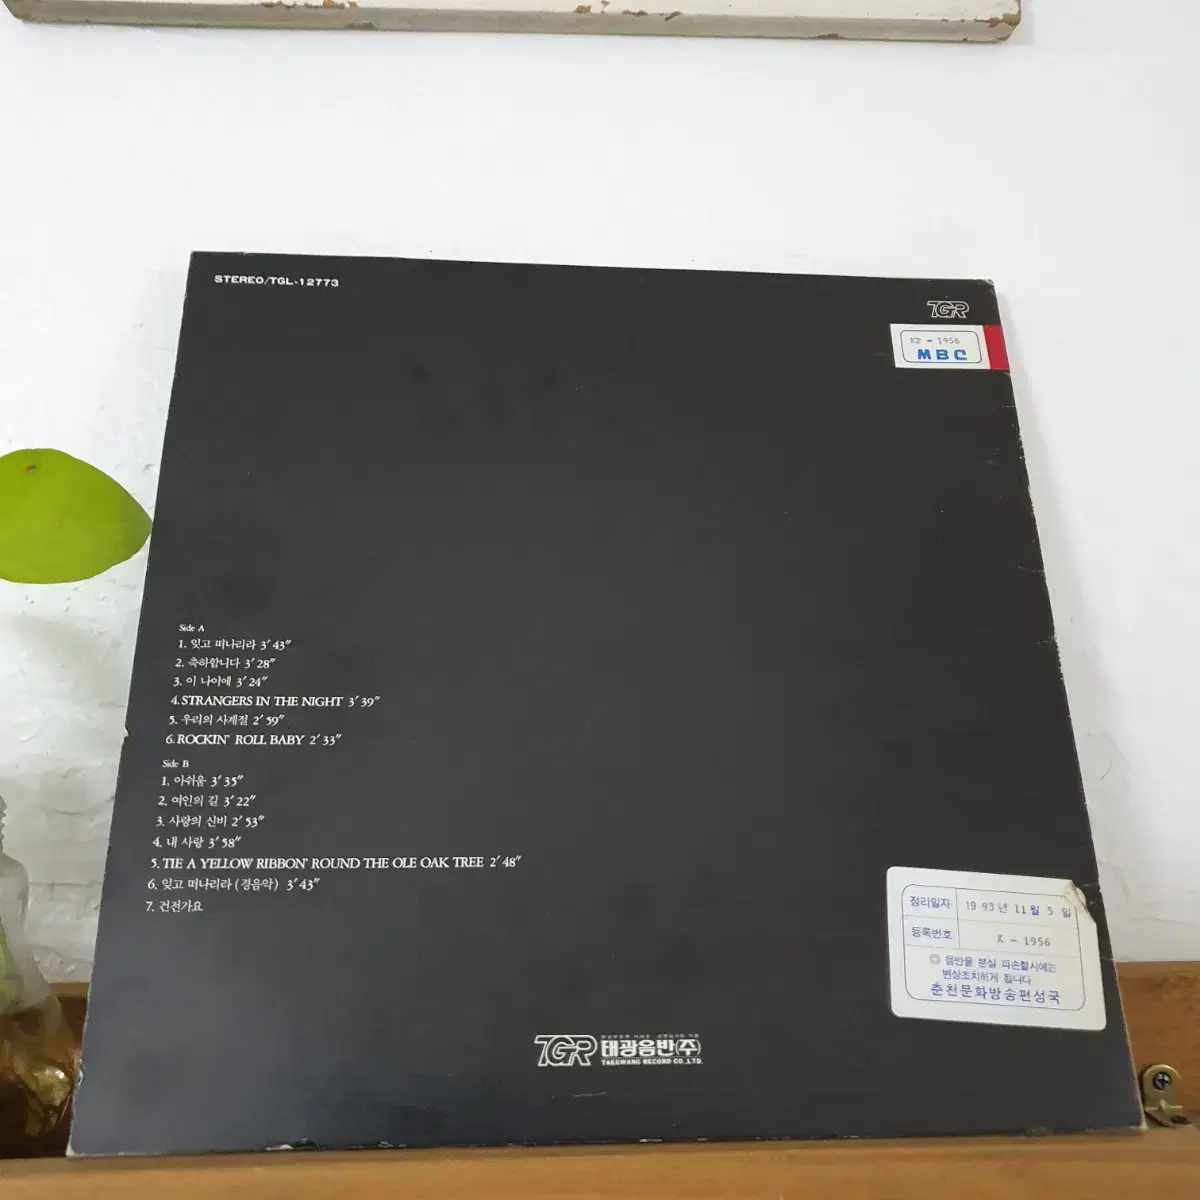 STEREO/TGL-12773
TGR
KP - 1956
MBC
Side A
1. 잊고 떠나리라 3′ 43″
2. 축하합니다 3′ 28″
3. 이 나이에 3′ 24″
4. STRANGERS IN THE NIGHT 3′ 39″
5. 우리의 사계절 2′ 59″
6. ROCKIN' ROLL BABY 2′ 33″
Side B
1. 아쉬움 3′ 35″
2. 여인의 길 3′ 22″
3. 사랑의 신비 2′ 53″
4. 내 사랑 3′ 58″
5. TIE A YELLOW RIBBON' ROUND THE OLE OAK TREE 2′ 48″
6. 잊고 떠나리라 (경음악) 3′ 43″
7. 건전가요
정리일자 19 93년 11월 5 일
등록번호 K - 1956
◎ 음반을 분실 파손할시에는
변상조치하게 됩니다
춘천문화방송편성국
TGR 태광음반(주)
TAEGWANG RECORD CO.,LTD.